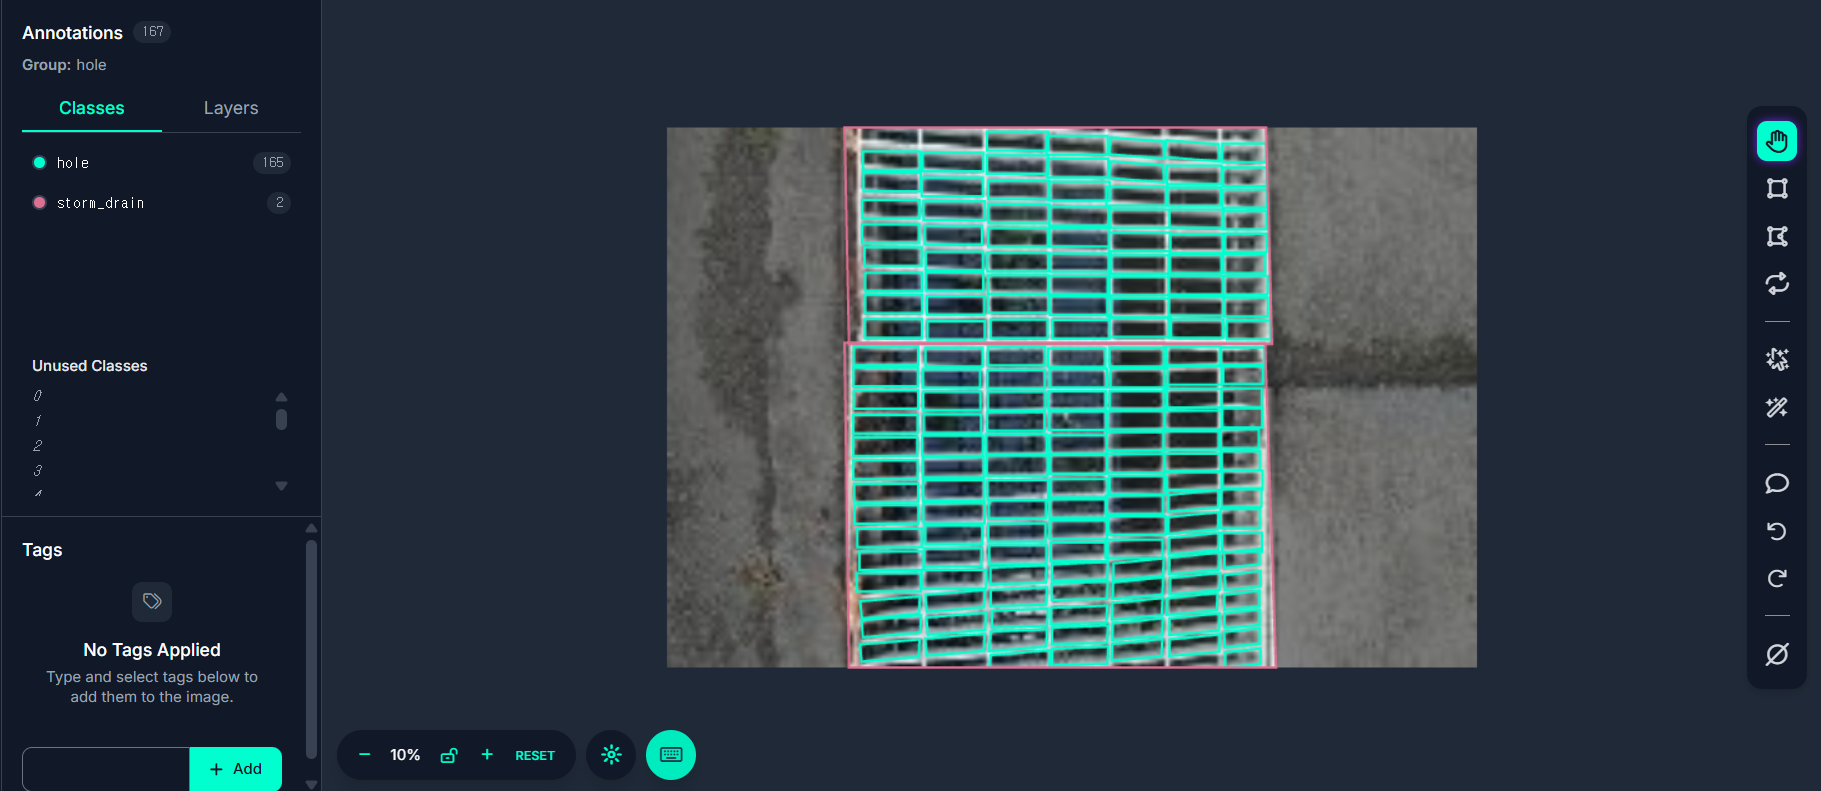 Annotations 167
Group: hole
Classes Layers
hole 165
storm_drain 2
Unused Classes
0
1
2
3
Tags
No Tags Applied
Type and select tags below to
add them to the image.
+ Add
− 10% + RESET